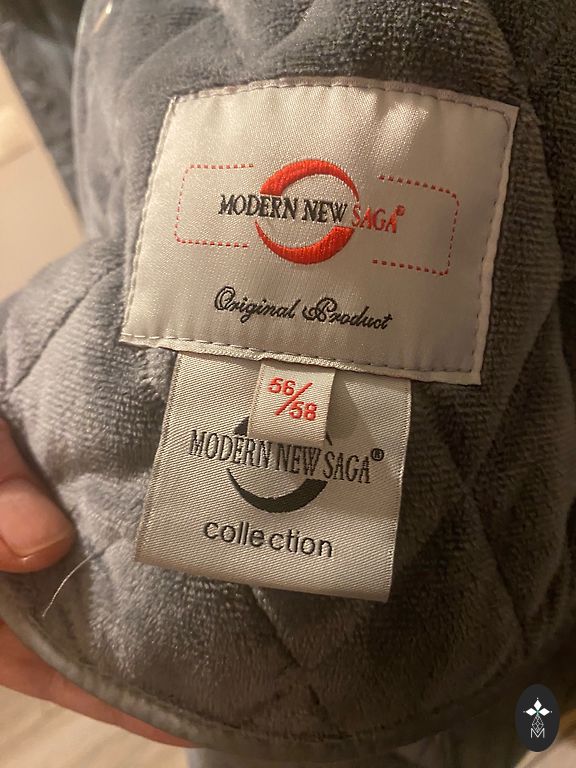 MODERN NEW SAGA®
Original Product
56/58
MODERN NEW SAGA®
collection
M